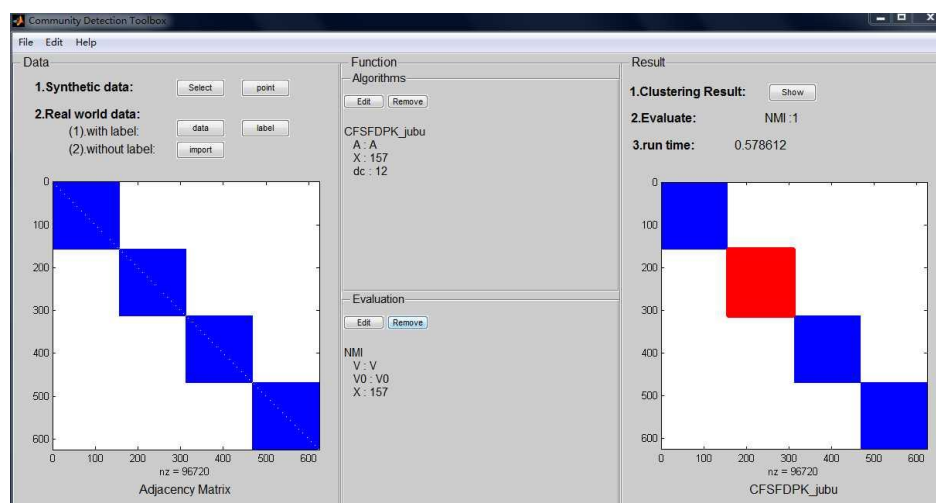 Community Detection Toolbox
File Edit Help
Data
1.Synthetic data: Select point
2.Real world data:
(1).with label: data label
(2).without label: import
0
100
200
300
400
500
600
0 100 200 300 400 500 600
nz = 96720
Adjacency Matrix
Function
Algorithms
Edit Remove
CFSFDPK_jubu
A : A
X : 157
dc : 12
Evaluation
Edit Remove
NMI
V : V
V0 : V0
X : 157
Result
1.Clustering Result: Show
2.Evaluate: NMI :1
3.run time: 0.578612
0
100
200
300
400
500
600
0 100 200 300 400 500 600
nz = 96720
CFSFDPK_jubu